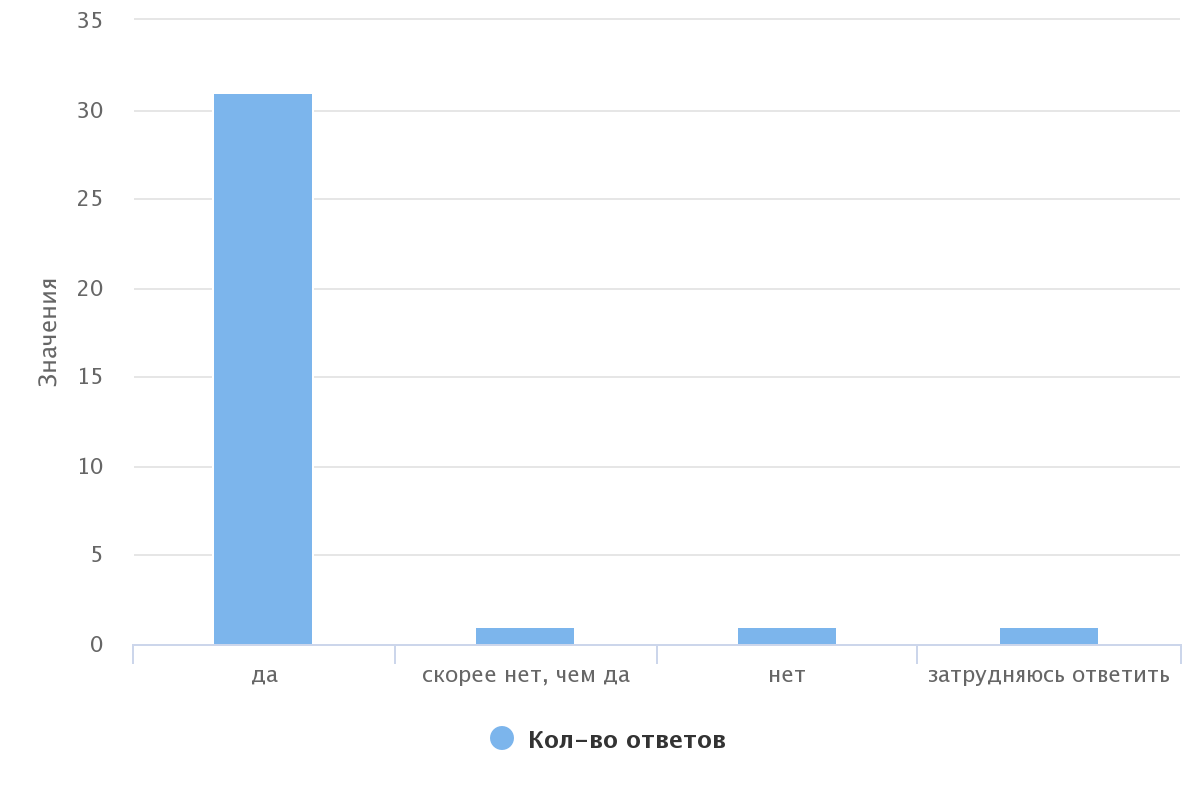 35
30
25
20
15
10
5
0
Значения
да
скорее нет, чем да
нет
затрудняюсь ответить
Кол-во ответов